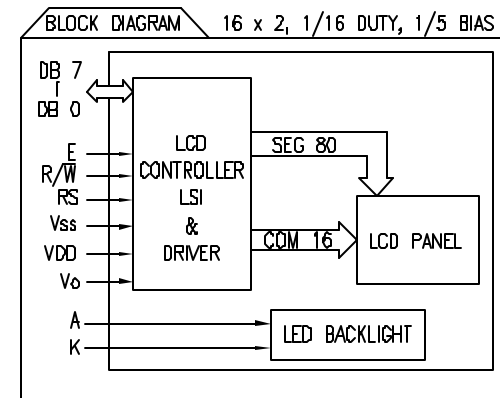 BLOCK DIAGRAM
16 x 2, 1/16 DUTY, 1/5 BIAS
DB 7
DB 0
E
R/W̅
RS
Vss
VDD
Vo
A
K
LCD
CONTROLLER
LSI
&
DRIVER
SEG 80
COM 16
LCD PANEL
LED BACKLIGHT